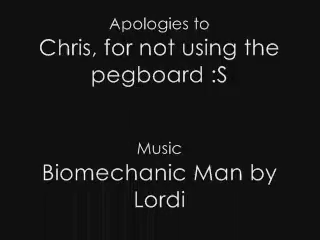 Apologies to
Chris, for not using the
pegboard :S
Music
Biomechanic Man by
Lordi